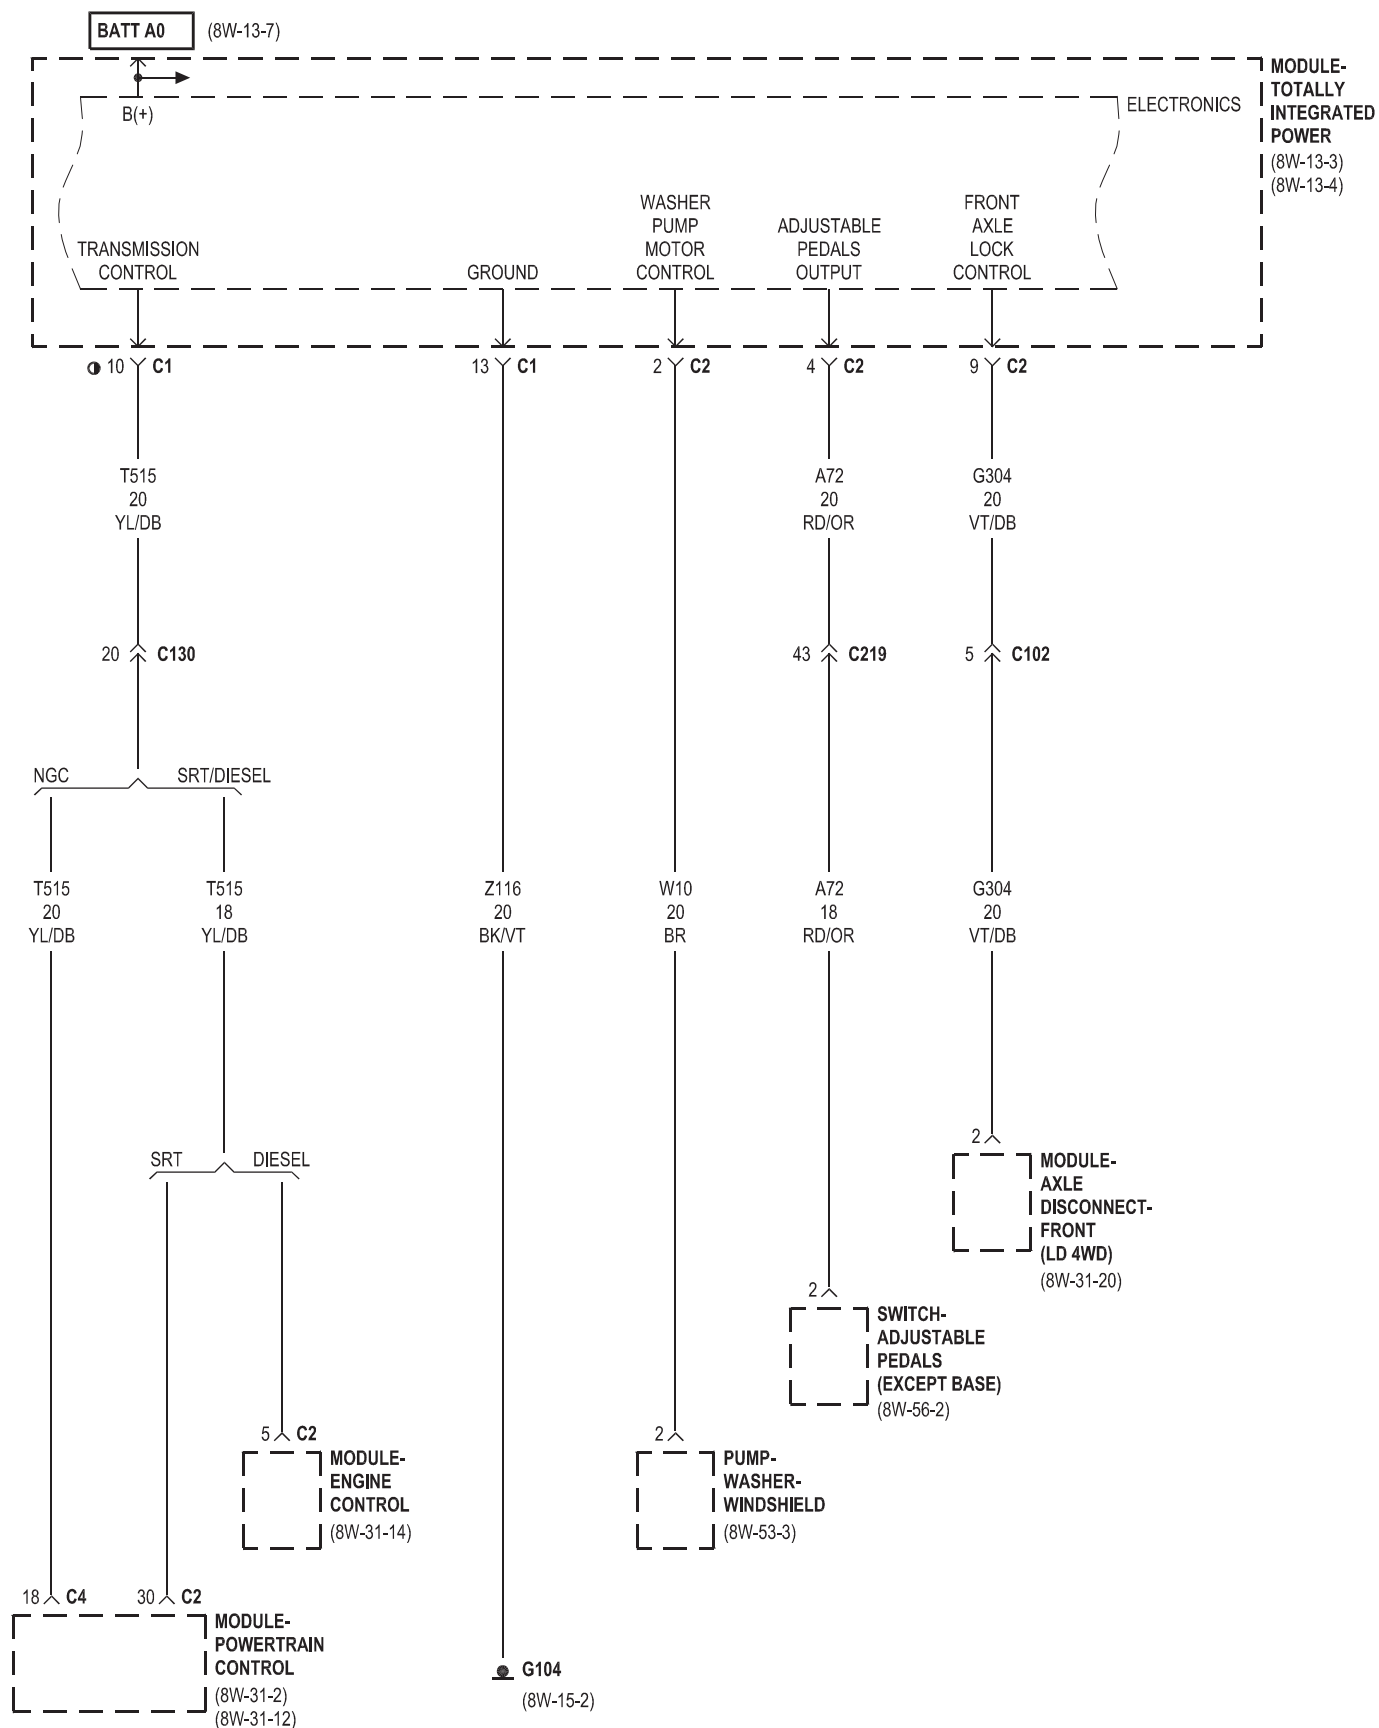 BATT A0 (8W-13-7)
MODULE-
TOTALLY
INTEGRATED
POWER
(8W-13-3)
(8W-13-4)
B(+)
ELECTRONICS
TRANSMISSION
CONTROL
GROUND
WASHER
PUMP
MOTOR
CONTROL
ADJUSTABLE
PEDALS
OUTPUT
FRONT
AXLE
LOCK
CONTROL
10 C1
13 C1
2 C2
4 C2
9 C2
T515
20
YL/DB
A72
20
RD/OR
G304
20
VT/DB
20 C130
43 C219
5 C102
NGC
SRT/DIESEL
T515
20
YL/DB
T515
18
YL/DB
Z116
20
BK/VT
W10
20
BR
A72
18
RD/OR
G304
20
VT/DB
SRT
DIESEL
2
MODULE-
AXLE
DISCONNECT-
FRONT
(LD 4WD)
(8W-31-20)
2
SWITCH-
ADJUSTABLE
PEDALS
(EXCEPT BASE)
(8W-56-2)
5 C2
MODULE-
ENGINE
CONTROL
(8W-31-14)
2
PUMP-
WASHER-
WINDSHIELD
(8W-53-3)
18 C4
30 C2
MODULE-
POWERTRAIN
CONTROL
(8W-31-2)
(8W-31-12)
G104
(8W-15-2)